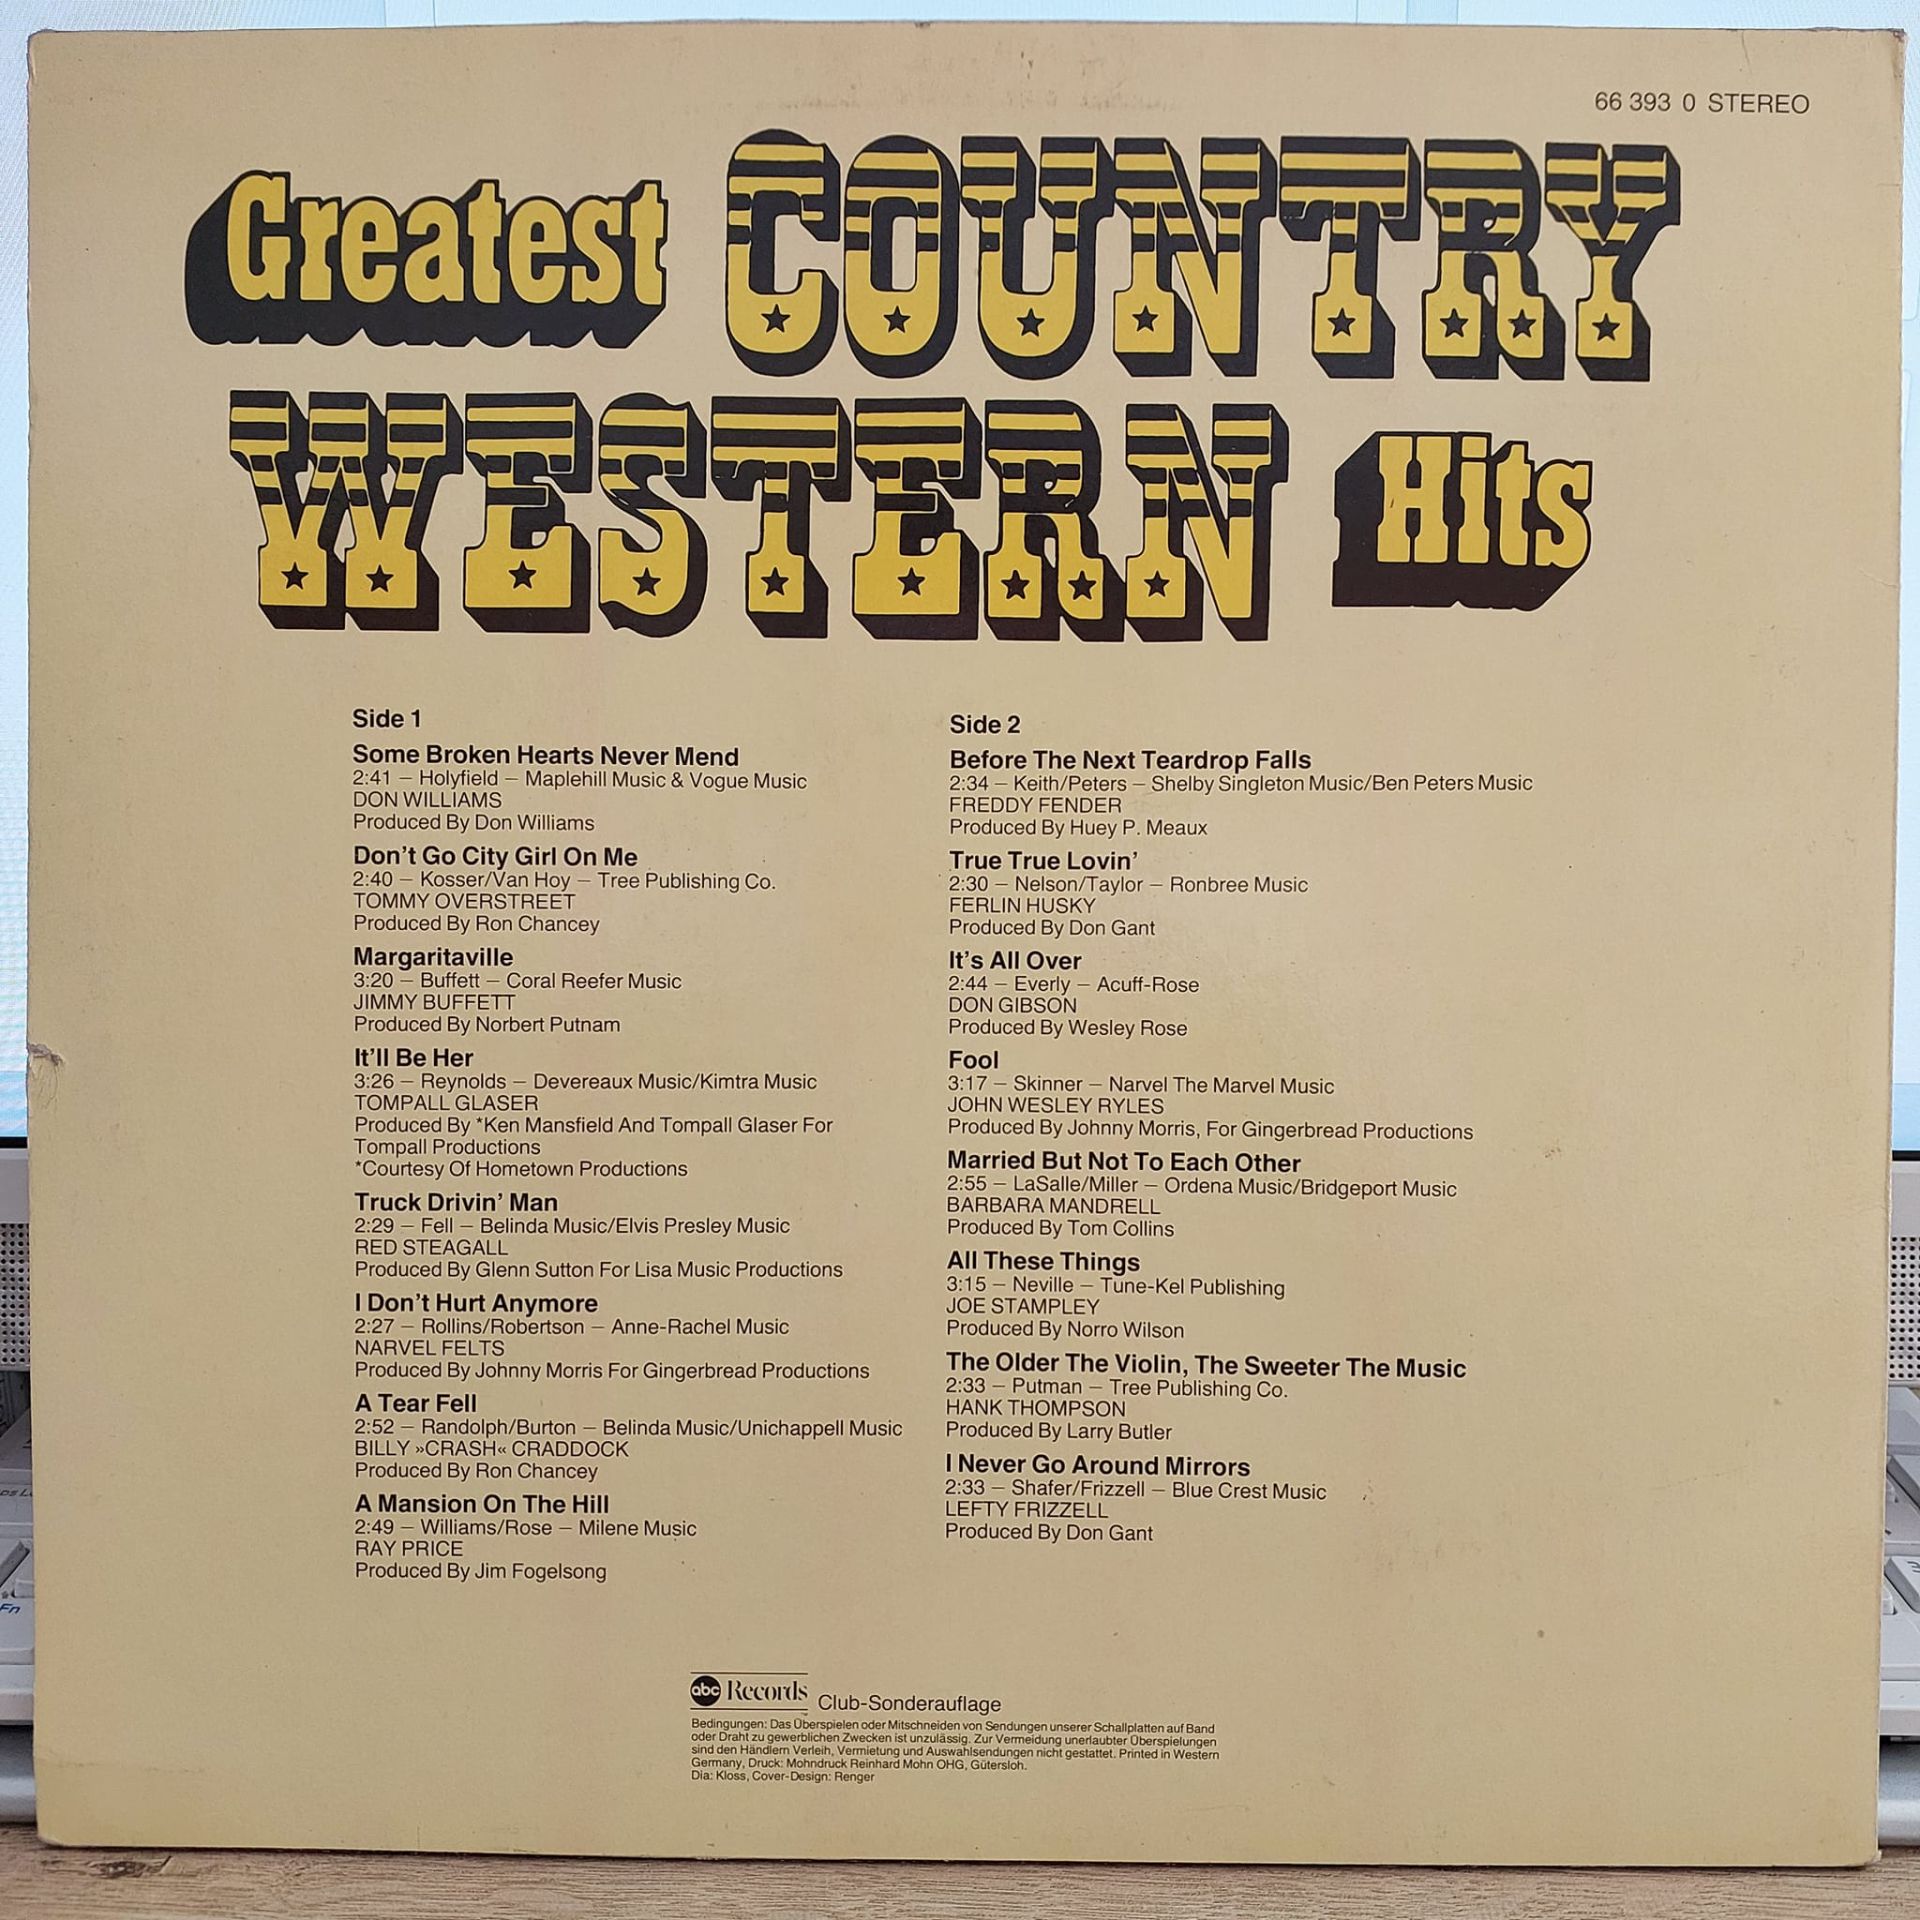 66 393 0 STEREO
Greatest COUNTRY
WESTERN Hits
Side 1
Some Broken Hearts Never Mend
2:41 – Holyfield – Maplehill Music & Vogue Music
DON WILLIAMS
Produced By Don Williams
Don't Go City Girl On Me
2:40 – Kosser/Van Hoy – Tree Publishing Co.
TOMMY OVERSTREET
Produced By Ron Chancey
Margaritaville
3:20 – Buffett – Coral Reefer Music
JIMMY BUFFETT
Produced By Norbert Putnam
It'll Be Her
3:26 – Reynolds – Devereaux Music/Kimtra Music
TOMPALL GLASER
Produced By *Ken Mansfield And Tompall Glaser For
Tompall Productions
*Courtesy Of Hometown Productions
Truck Drivin' Man
2:29 – Fell – Belinda Music/Elvis Presley Music
RED STEAGALL
Produced By Glenn Sutton For Lisa Music Productions
I Don't Hurt Anymore
2:27 – Rollins/Robertson – Anne-Rachel Music
NARVEL FELTS
Produced By Johnny Morris For Gingerbread Productions
A Tear Fell
2:52 – Randolph/Burton – Belinda Music/Unichappell Music
BILLY »CRASH« CRADDOCK
Produced By Ron Chancey
A Mansion On The Hill
2:49 – Williams/Rose – Milene Music
RAY PRICE
Produced By Jim Fogelsong
Side 2
Before The Next Teardrop Falls
2:34 – Keith/Peters – Shelby Singleton Music/Ben Peters Music
FREDDY FENDER
Produced By Huey P. Meaux
True True Lovin'
2:30 – Nelson/Taylor – Ronbree Music
FERLIN HUSKY
Produced By Don Gant
It's All Over
2:44 – Everly – Acuff-Rose
DON GIBSON
Produced By Wesley Rose
Fool
3:17 – Skinner – Narvel The Marvel Music
JOHN WESLEY RYLES
Produced By Johnny Morris, For Gingerbread Productions
Married But Not To Each Other
2:55 – LaSalle/Miller – Ordena Music/Bridgeport Music
BARBARA MANDRELL
Produced By Tom Collins
All These Things
3:15 – Neville – Tune-Kel Publishing
JOE STAMPLEY
Produced By Norro Wilson
The Older The Violin, The Sweeter The Music
2:33 – Putman – Tree Publishing Co.
HANK THOMPSON
Produced By Larry Butler
I Never Go Around Mirrors
2:33 – Shafer/Frizzell – Blue Crest Music
LEFTY FRIZZELL
Produced By Don Gant
abc Records Club-Sonderauflage
Bedingungen: Das Überspielen oder Mitschneiden von Sendungen unserer Schallplatten auf Band
oder Draht zu gewerblichen Zwecken ist unzulässig. Zur Vermeidung unerlaubter Überspielungen
sind den Händlern Verleih, Vermietung und Auswahlsendungen nicht gestattet. Printed in Western
Germany, Druck: Mohndruck Reinhard Mohn OHG, Gütersloh.
Dia: Kloss, Cover-Design: Renger
Fn